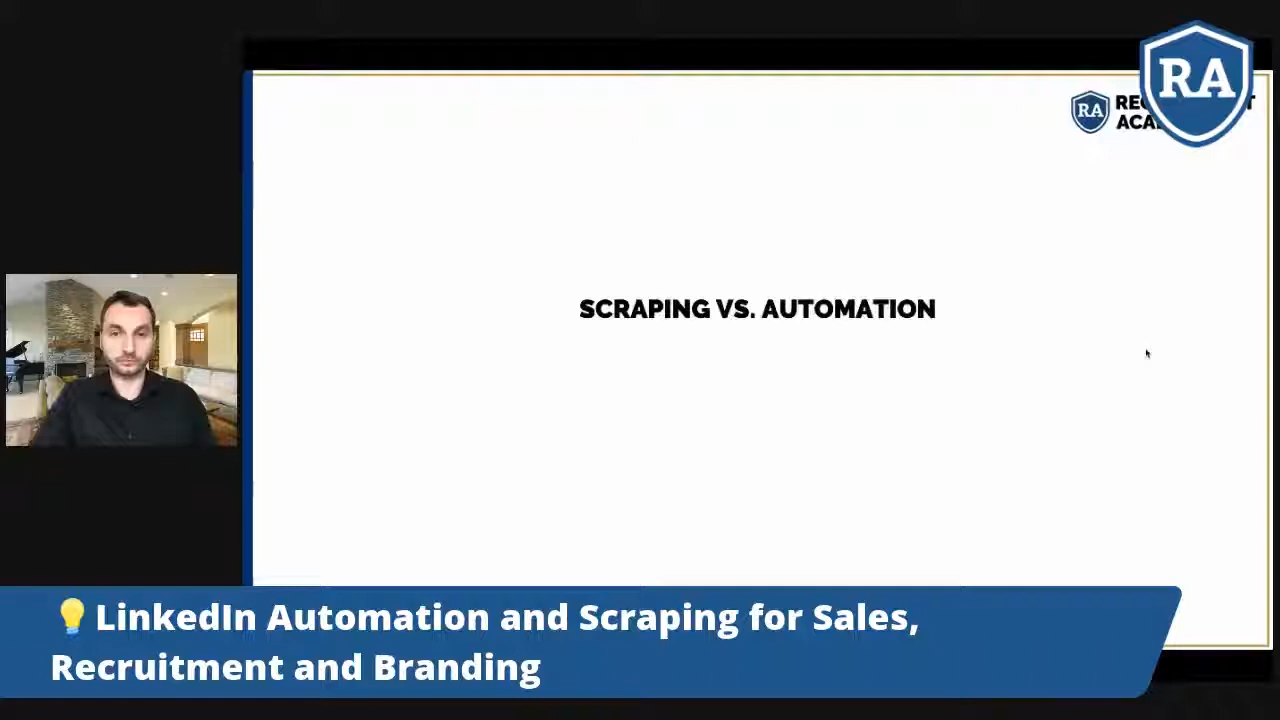 RA
RA
SCRAPING VS. AUTOMATION
LinkedIn Automation and Scraping for Sales,
Recruitment and Branding